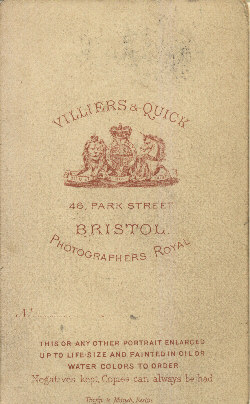 VILLIERS & QUICK
46, PARK STREET
BRISTOL.
PHOTOGRAPHERS ROYAL
No.
THIS OR ANY OTHER PORTRAIT ENLARGED
UP TO LIFE-SIZE AND PAINTED IN OIL OR
WATER COLORS TO ORDER
Negatives kept, Copies can always be had